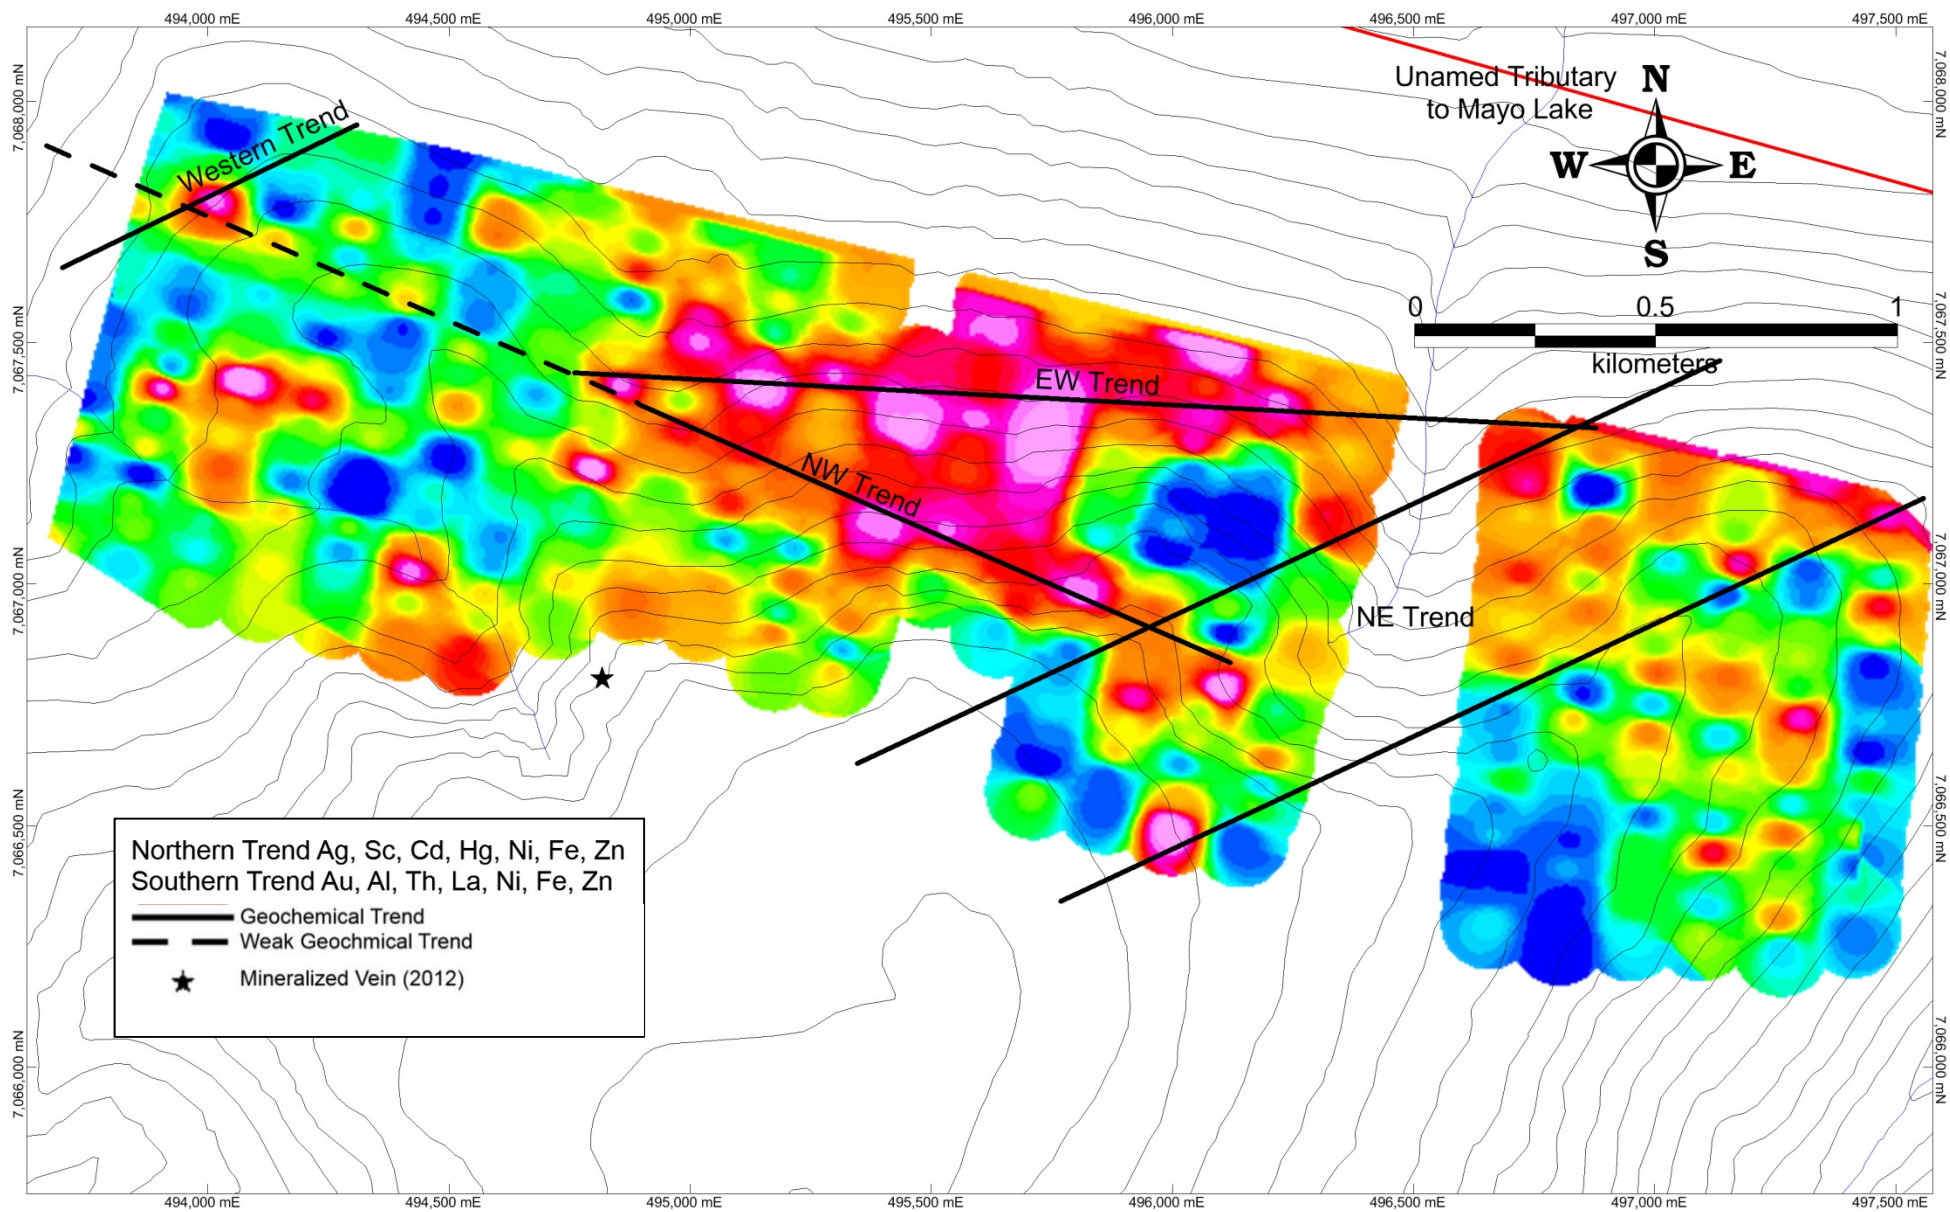 494,000 mE 494,500 mE 495,000 mE 495,500 mE 496,000 mE 496,500 mE 497,000 mE 497,500 mE
Unamed Tributary
to Mayo Lake
N
W E
S
0 0.5 1
kilometers
7,068,000 mN
7,067,500 mN
7,067,000 mN
7,066,500 mN
7,066,000 mN
7,068,000 mN
7,067,500 mN
7,067,000 mN
7,066,500 mN
7,066,000 mN
Western Trend
EW Trend
NW Trend
NE Trend
Northern Trend Ag, Sc, Cd, Hg, Ni, Fe, Zn
Southern Trend Au, Al, Th, La, Ni, Fe, Zn
Geochemical Trend
Weak Geochmical Trend
Mineralized Vein (2012)
494,000 mE 494,500 mE 495,000 mE 495,500 mE 496,000 mE 496,500 mE 497,000 mE 497,500 mE